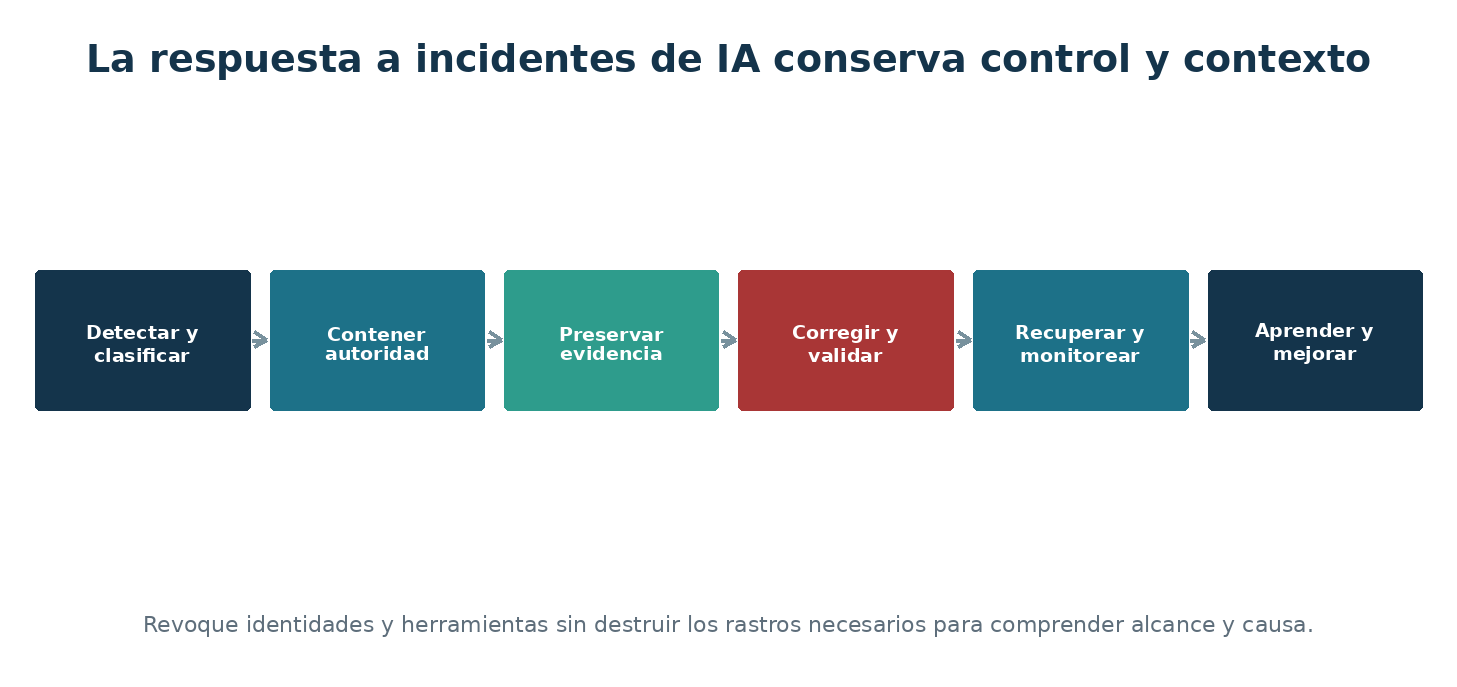 La respuesta a incidentes de IA conserva control y contexto
Detectar y
clasificar
Contener
autoridad
Preservar
evidencia
Corregir y
validar
Recuperar y
monitorear
Aprender y
mejorar
Revoque identidades y herramientas sin destruir los rastros necesarios para comprender alcance y causa.